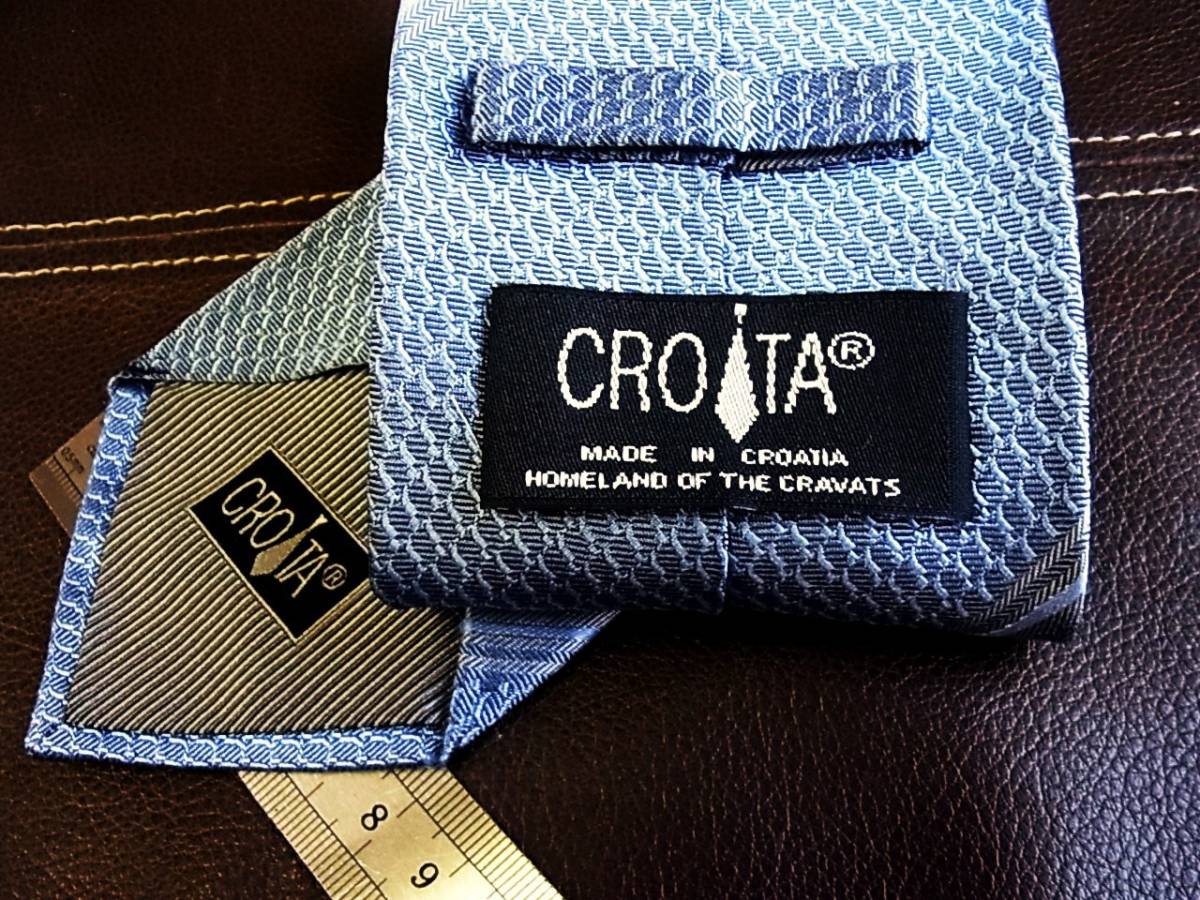 CROATA®
MADE IN CROATIA
HOMELAND OF THE CRAVATS
CROATA®
8
9